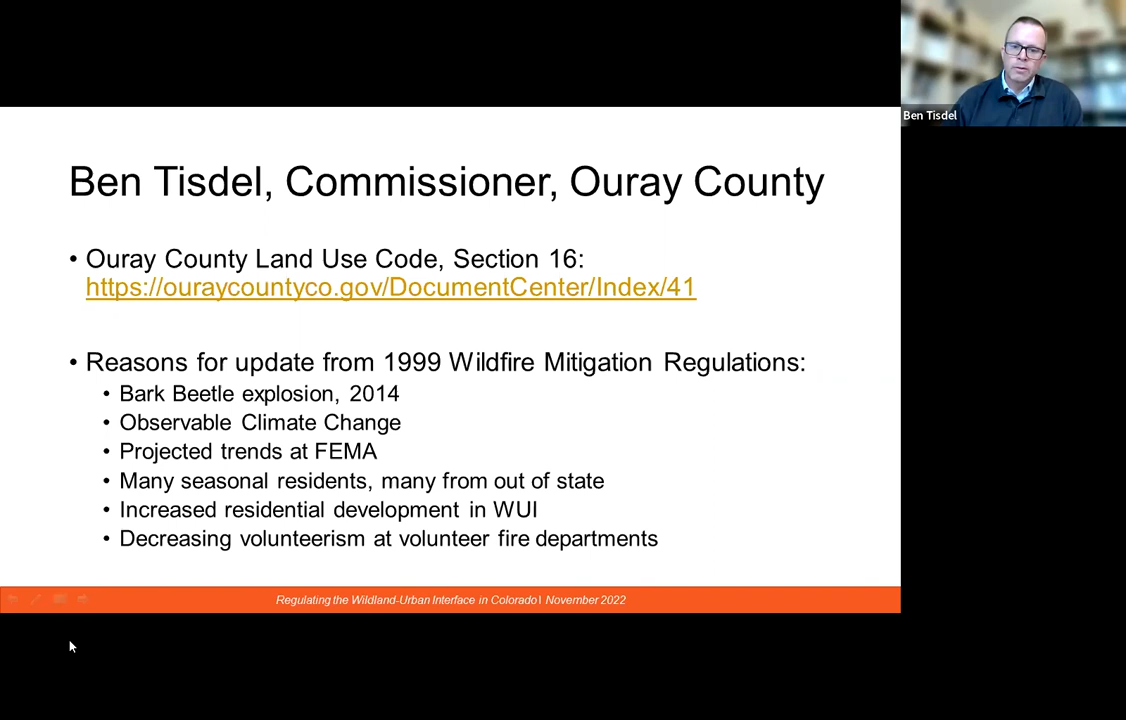 Ben Tisdel
Ben Tisdel, Commissioner, Ouray County
• Ouray County Land Use Code, Section 16:
https://ouraycountyco.gov/DocumentCenter/Index/41
• Reasons for update from 1999 Wildfire Mitigation Regulations:
• Bark Beetle explosion, 2014
• Observable Climate Change
• Projected trends at FEMA
• Many seasonal residents, many from out of state
• Increased residential development in WUI
• Decreasing volunteerism at volunteer fire departments
Regulating the Wildland-Urban Interface in Colorado| November 2022